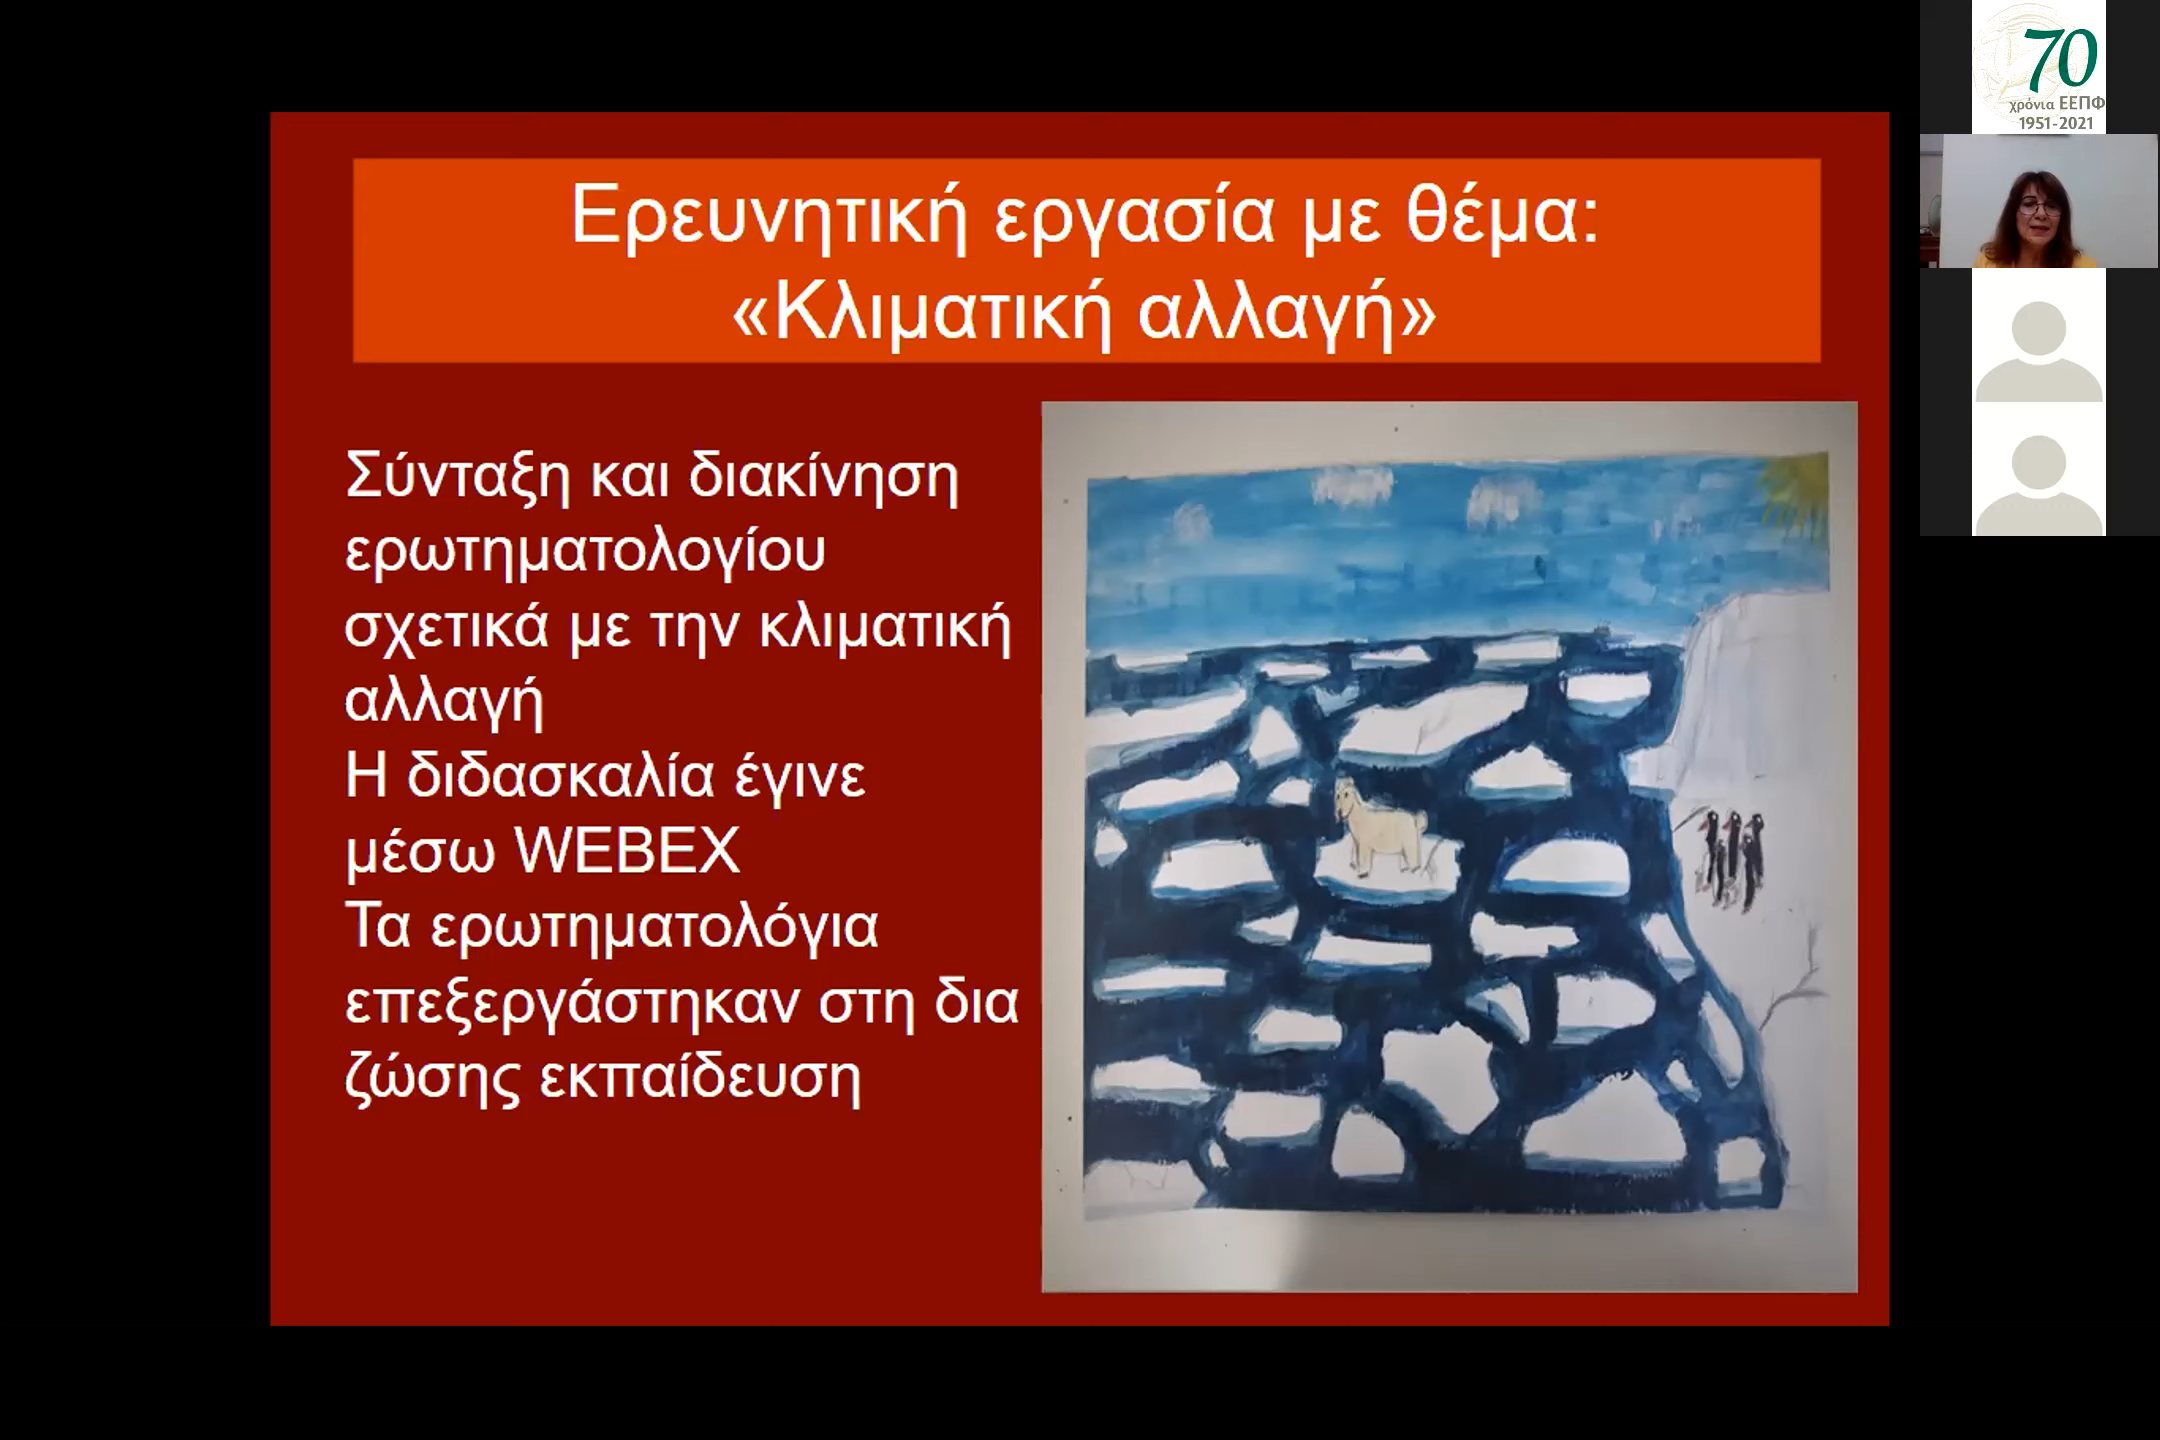 Ερευνητική εργασία με θέμα:
«Κλιματική αλλαγή»
Σύνταξη και διακίνηση
ερωτηματολογίου
σχετικά με την κλιματική
αλλαγή
Η διδασκαλία έγινε
μέσω WEBEX
Τα ερωτηματολόγια
επεξεργάστηκαν στη δια
ζώσης εκπαίδευση
70
χρόνια ΕΕΠΦ
1951-2021